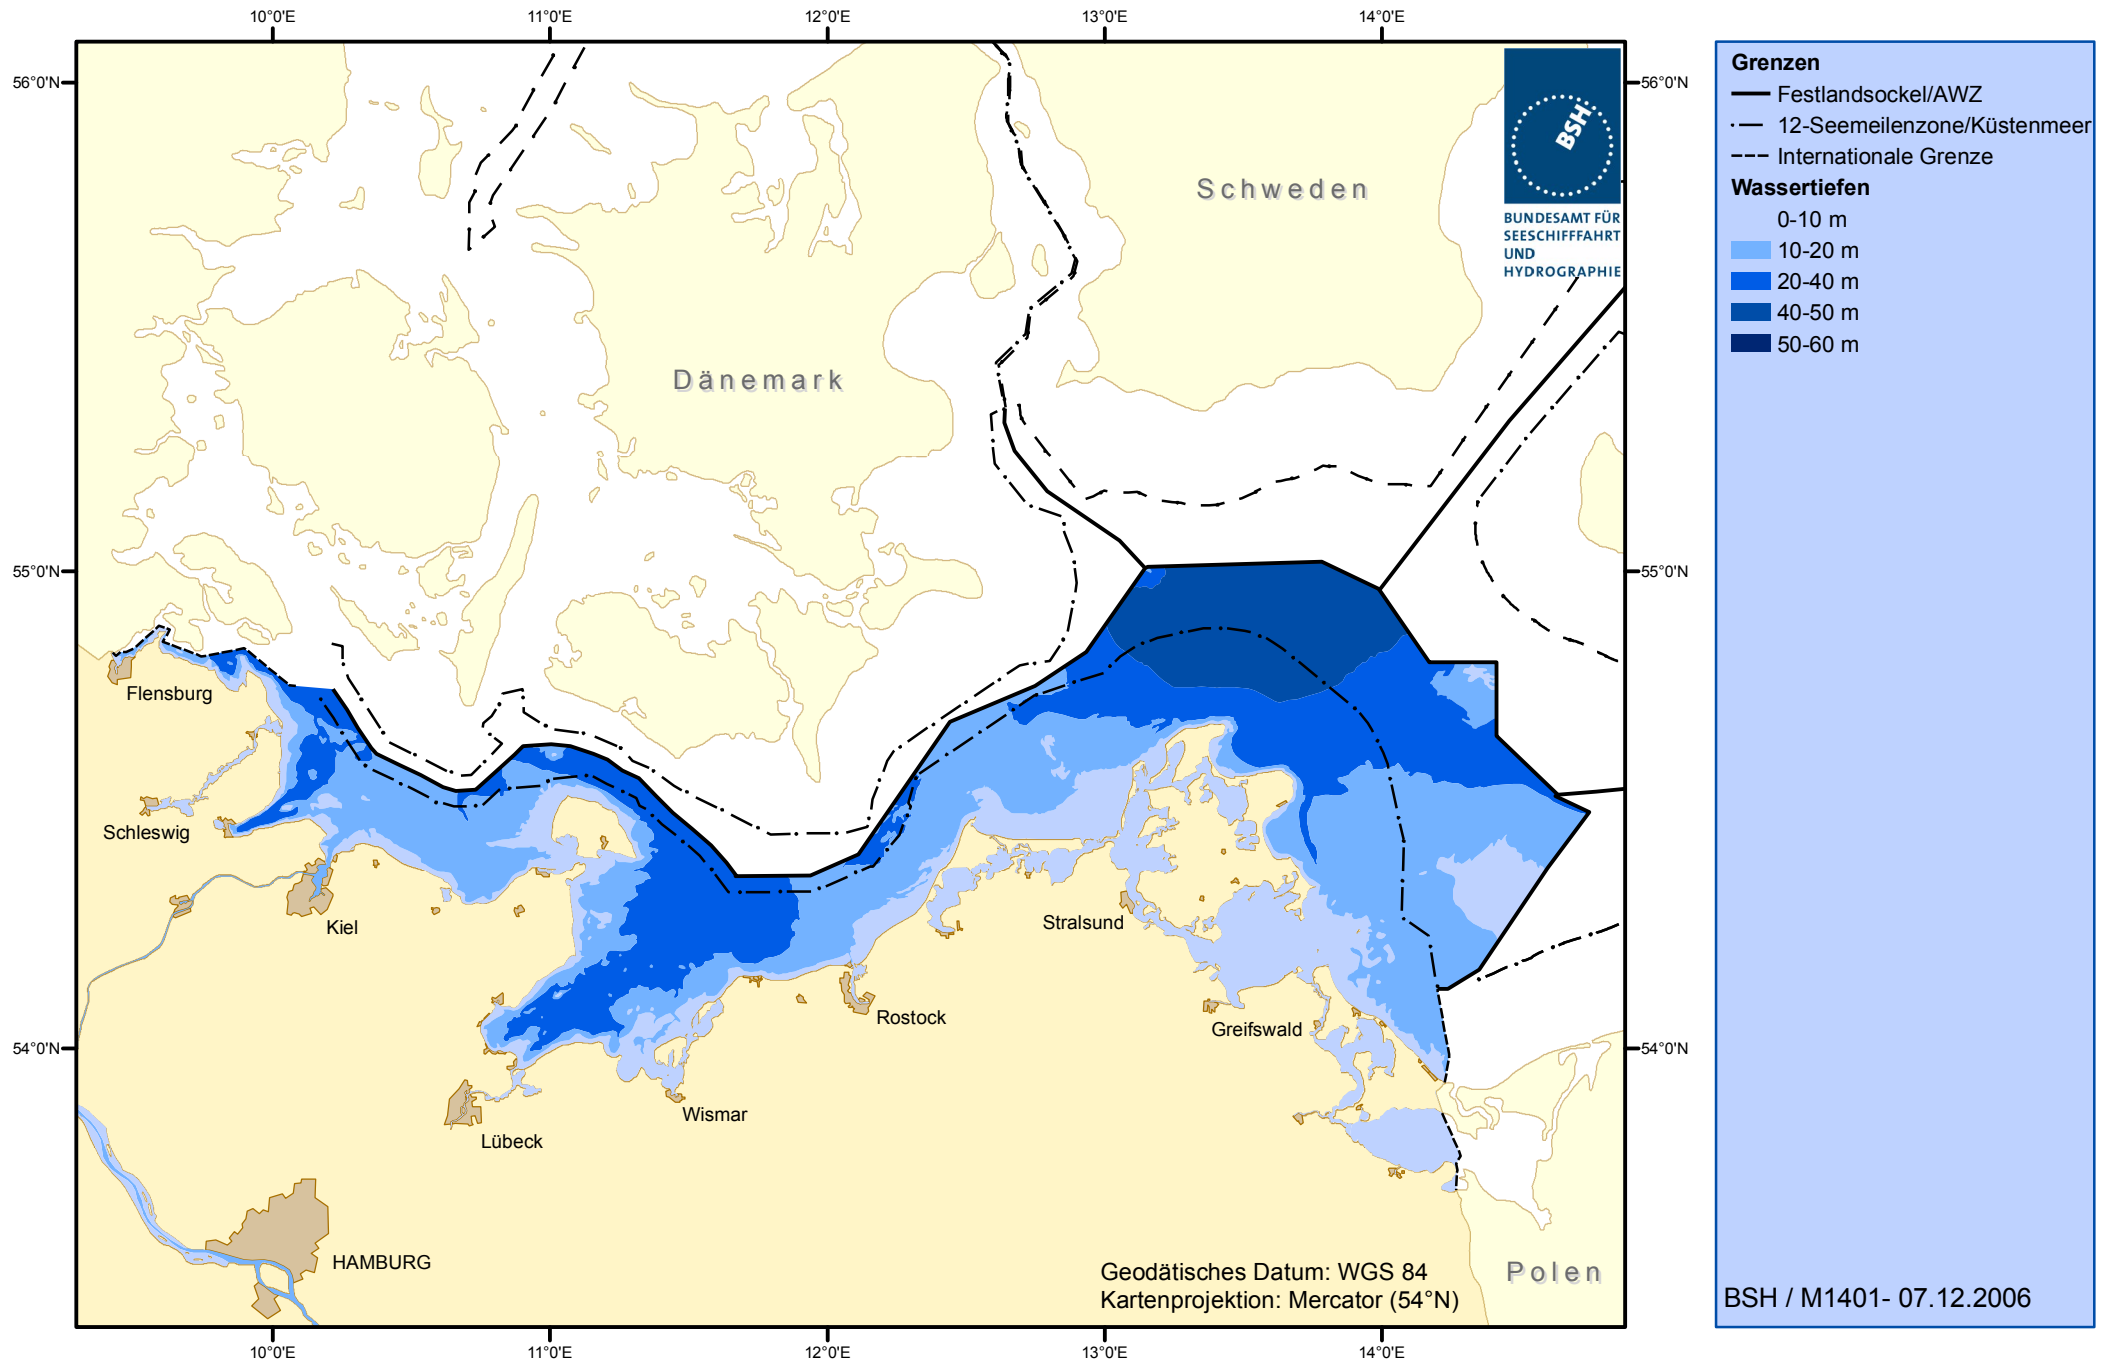 10°0'E 11°0'E 12°0'E 13°0'E 14°0'E
56°0'N 56°0'N
BSH
Schweden
BUNDESAMT FÜR
SEESCHIFFFAHRT
UND
HYDROGRAPHIE
Dänemark
55°0'N 55°0'N
Flensburg
Schleswig
Kiel
Stralsund
Rostock
Greifswald
54°0'N 54°0'N
Wismar
Lübeck
HAMBURG
Polen
Geodätisches Datum: WGS 84
Kartenprojektion: Mercator (54°N)
10°0'E 11°0'E 12°0'E 13°0'E 14°0'E
Grenzen
Festlandsockel/AWZ
12-Seemeilenzone/Küstenmeer
Internationale Grenze
Wassertiefen
0-10 m
10-20 m
20-40 m
40-50 m
50-60 m
BSH / M1401- 07.12.2006